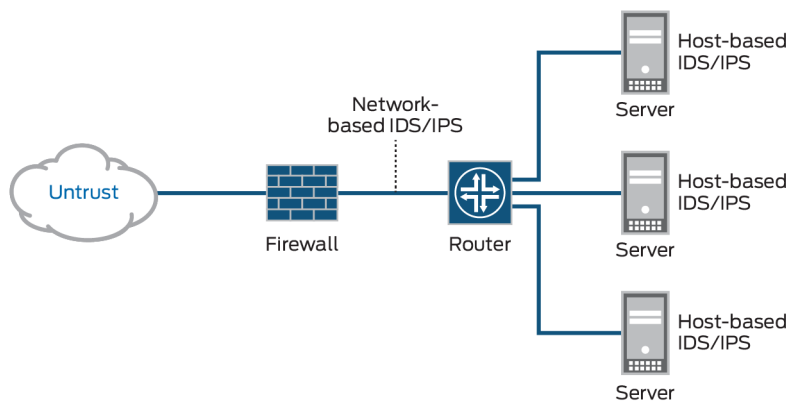 Host-based
IDS/IPS
Server
Network-
based IDS/IPS
Untrust
Firewall
Router
Host-based
IDS/IPS
Server
Host-based
IDS/IPS
Server